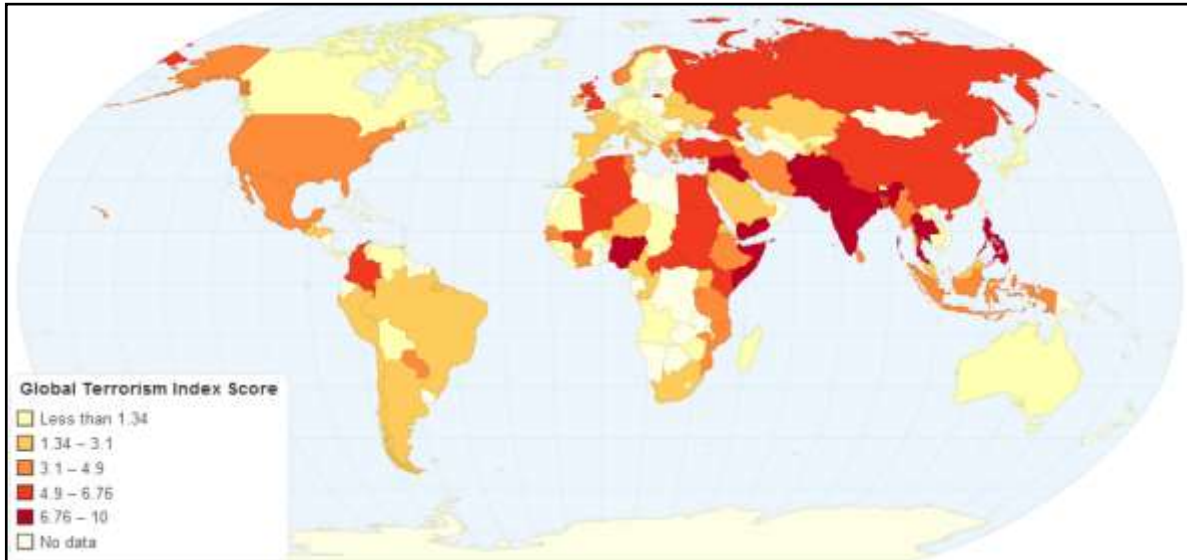 Global Terrorism Index Score
Less than 1.34
1.34 – 3.1
3.1 – 4.9
4.9 – 6.76
6.76 – 10
No data